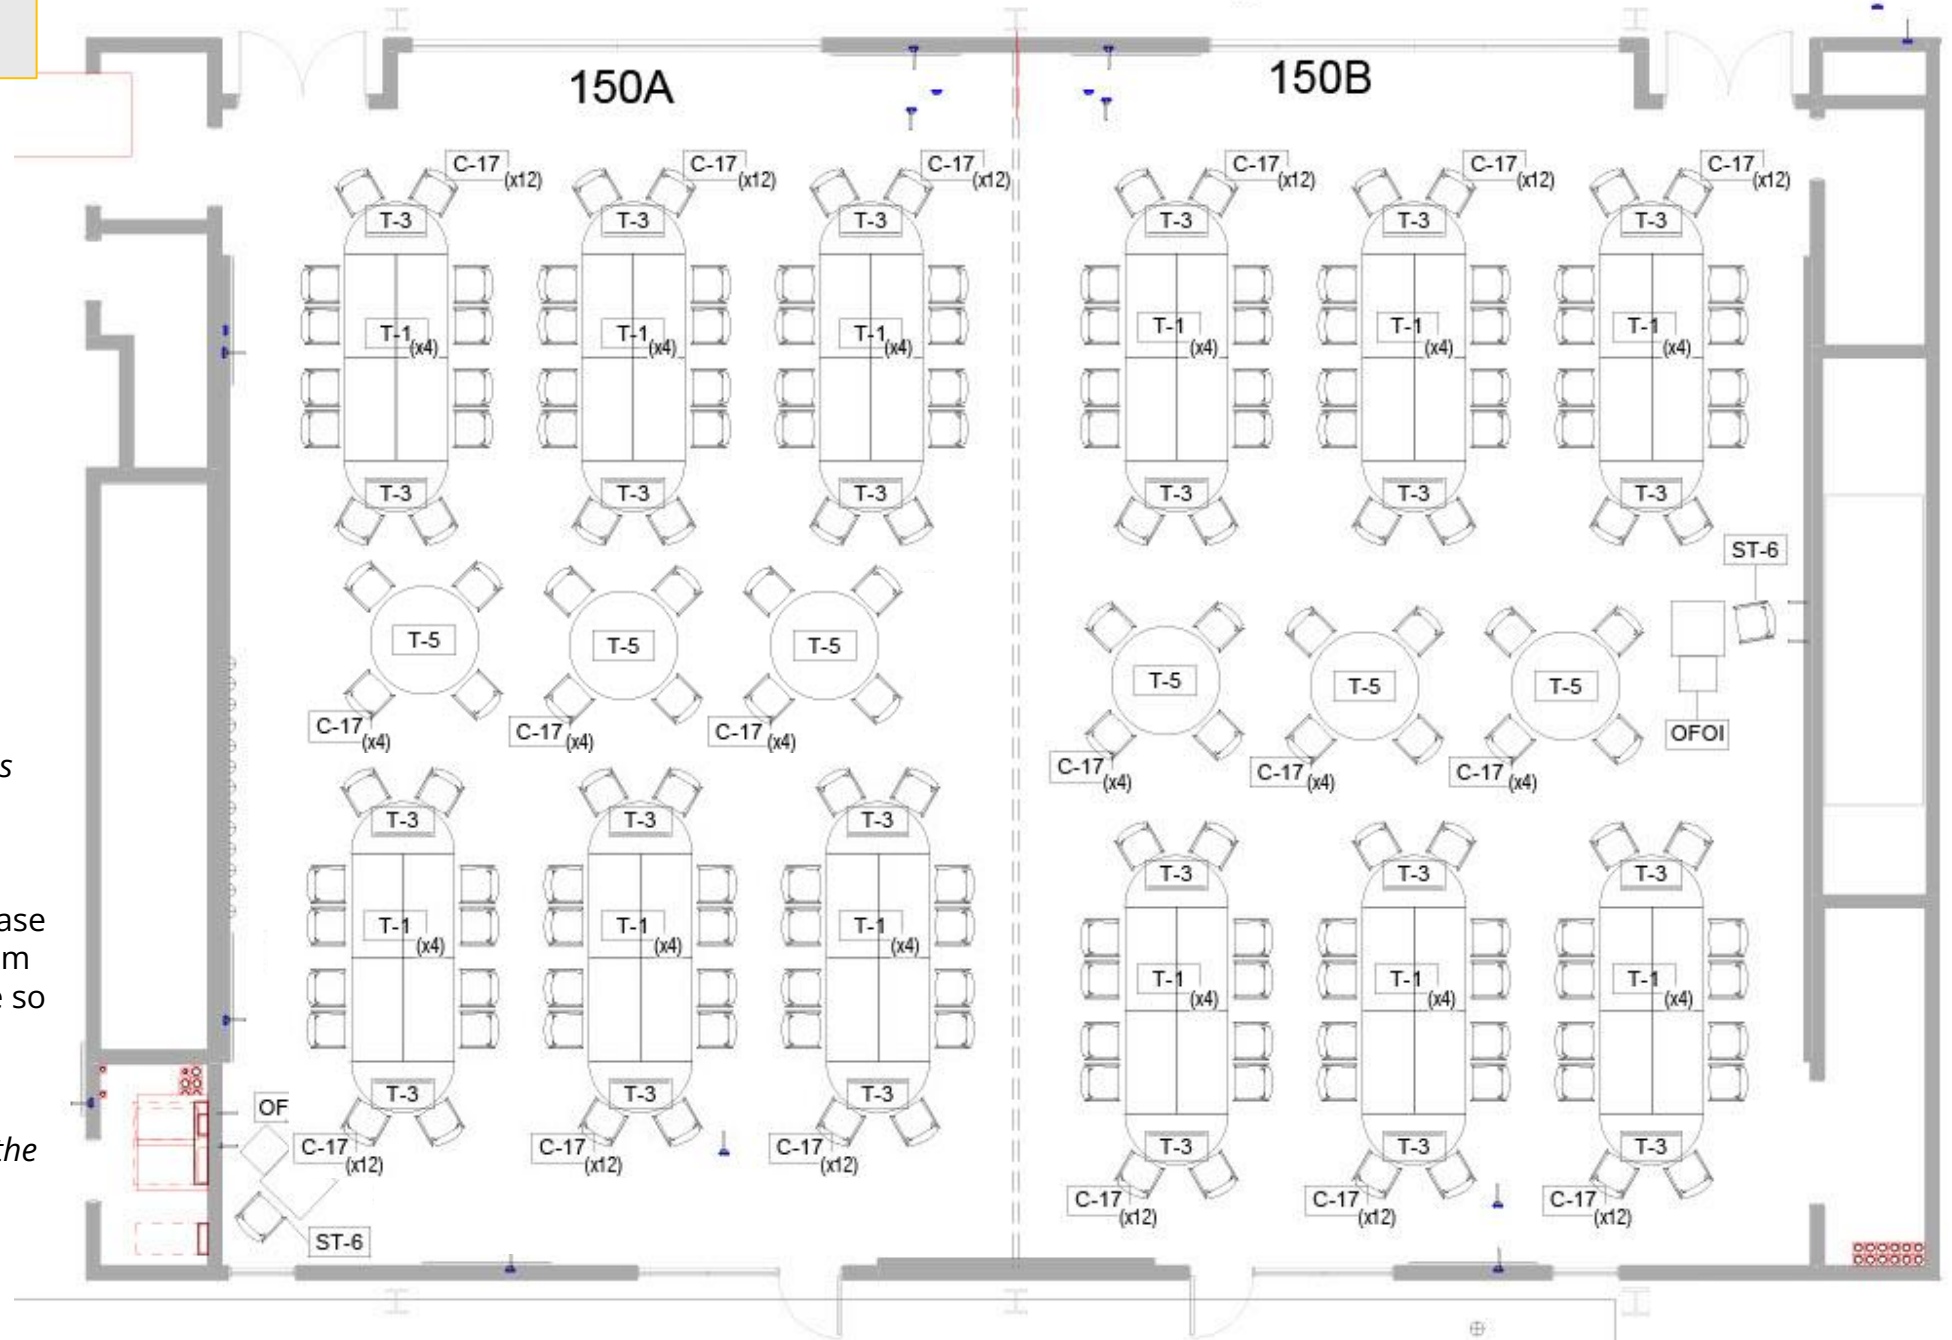 150A
150B
C-17 (x12)
C-17 (x12)
C-17 (x12)
C-17 (x12)
C-17 (x12)
C-17 (x12)
T-3
T-3
T-3
T-3
T-3
T-3
T-1 (x4)
T-1 (x4)
T-1 (x4)
T-1 (x4)
T-1 (x4)
T-1 (x4)
T-3
T-3
T-3
T-3
T-3
T-3
ST-6
T-5
T-5
T-5
T-5
T-5
T-5
C-17 (x4)
C-17 (x4)
C-17 (x4)
OFOI
C-17 (x4)
C-17 (x4)
C-17 (x4)
s
T-3
T-3
T-3
T-3
T-3
T-3
ase
T-1 (x4)
T-1 (x4)
T-1 (x4)
m
T-1 (x4)
T-1 (x4)
T-1 (x4)
e so
T-3
T-3
T-3
OF
the
C-17 (x12)
C-17 (x12)
C-17 (x12)
T-3
T-3
T-3
C-17 (x12)
C-17 (x12)
C-17 (x12)
ST-6